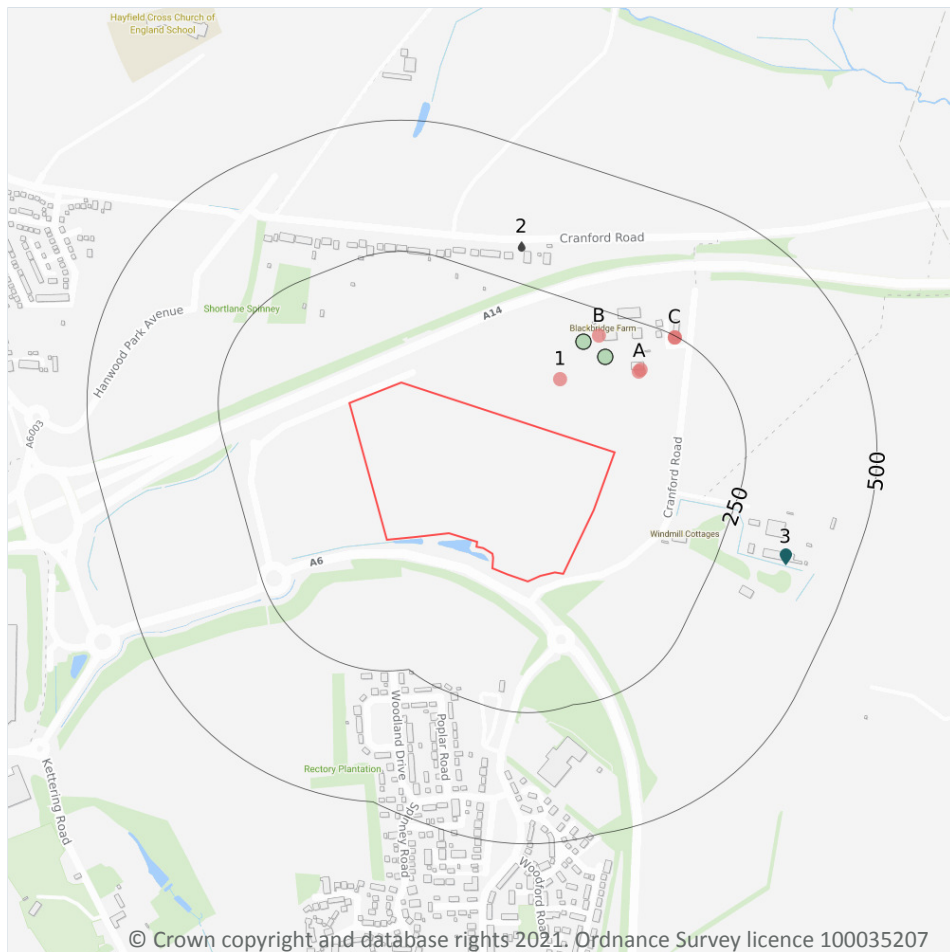 Hayfield Cross Church of
England School
2
Cranford Road
Shortlane Spinney
A14
Hanwood Park Avenue
B
C
Blackbridge Farm
A
1
A6003
Cranford Road
500
250
Windmill Cottages
3
A6
Woodland Drive
Poplar Road
Rectory Plantation
Kettering Road
Spinney Road
Woodford Road
© Crown copyright and database rights 2021. Ordnance Survey licence 100035207